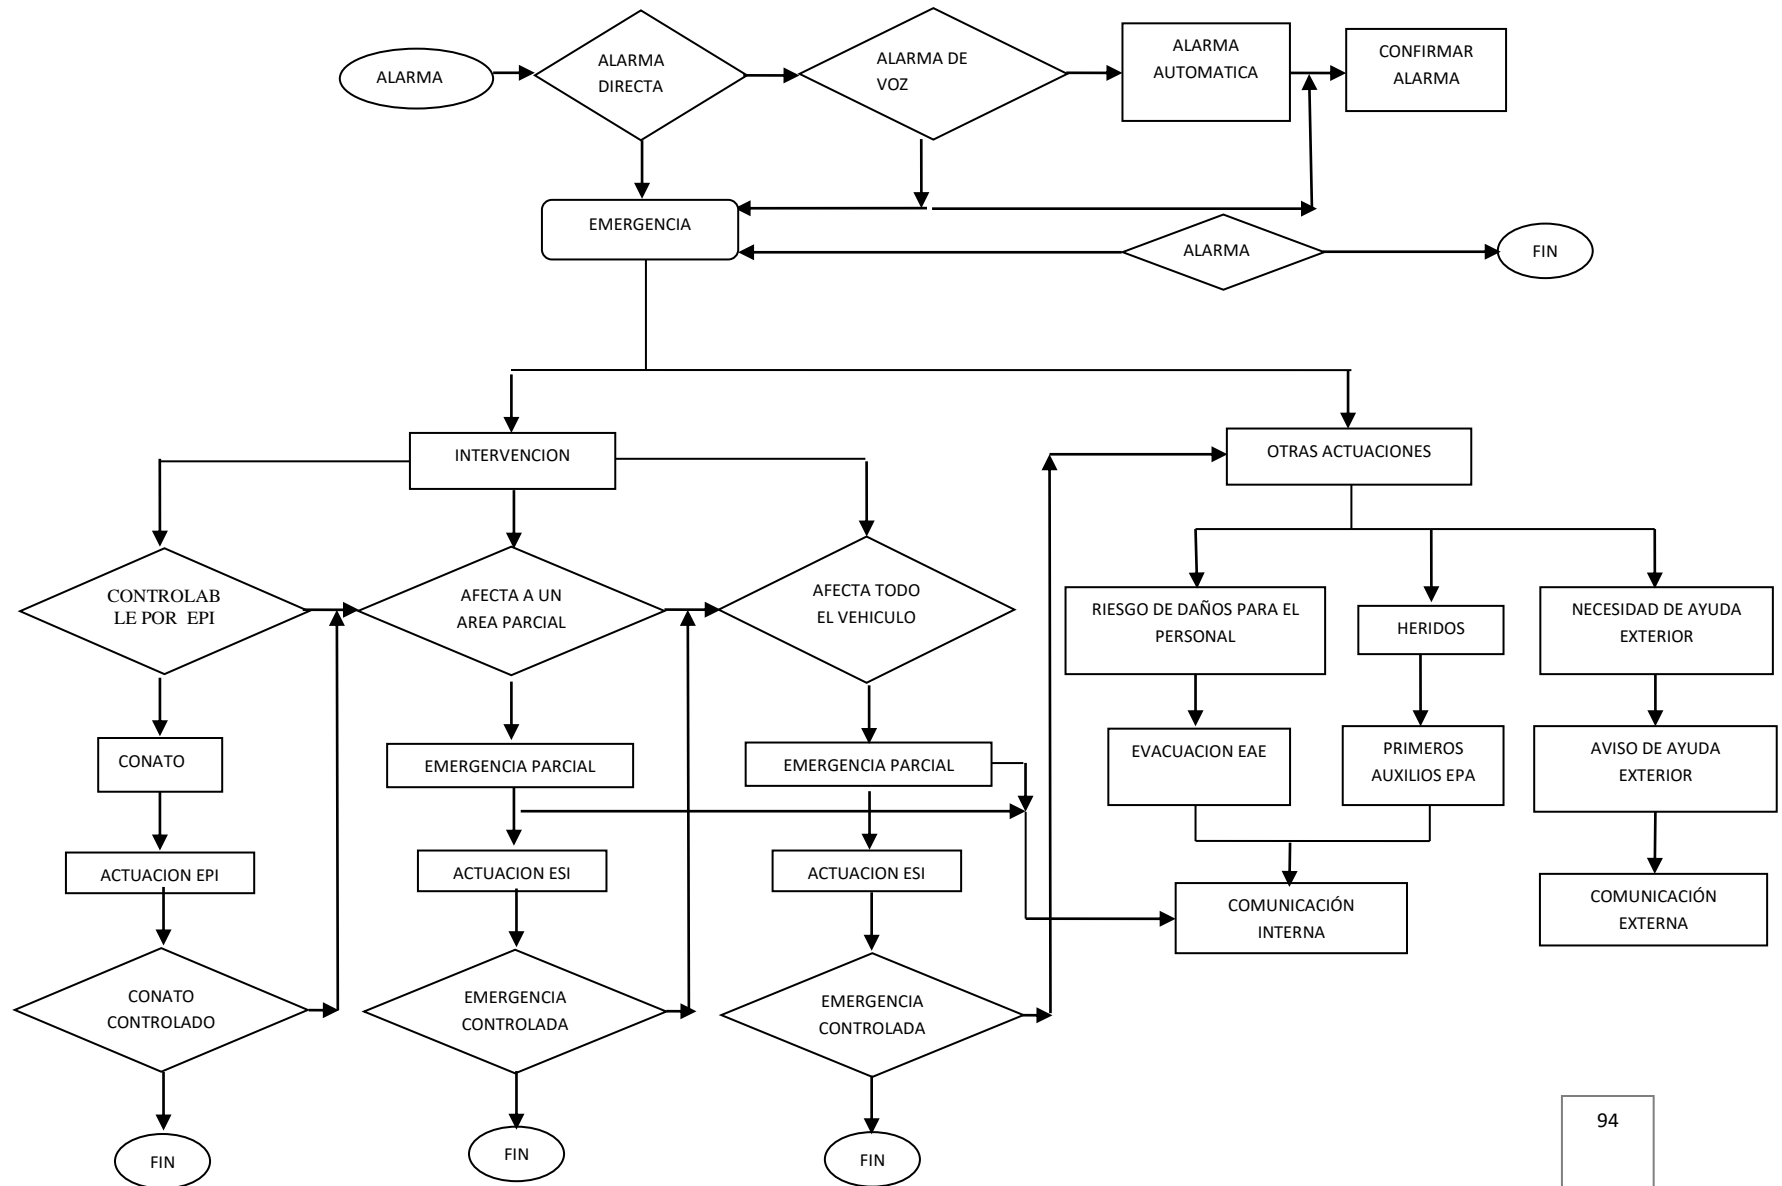 ALARMA
ALARMA
DIRECTA
ALARMA DE
VOZ
ALARMA
AUTOMATICA
CONFIRMAR
ALARMA
EMERGENCIA
ALARMA
FIN
INTERVENCION
OTRAS ACTUACIONES
CONTROLAB
LE POR EPI
AFECTA A UN
AREA PARCIAL
AFECTA TODO
EL VEHICULO
RIESGO DE DAÑOS PARA EL
PERSONAL
HERIDOS
NECESIDAD DE AYUDA
EXTERIOR
CONATO
EMERGENCIA PARCIAL
EMERGENCIA PARCIAL
EVACUACION EAE
PRIMEROS
AUXILIOS EPA
AVISO DE AYUDA
EXTERIOR
ACTUACION EPI
ACTUACION ESI
ACTUACION ESI
COMUNICACIÓN
INTERNA
COMUNICACIÓN
EXTERNA
CONATO
CONTROLADO
EMERGENCIA
CONTROLADA
EMERGENCIA
CONTROLADA
FIN
FIN
FIN
94